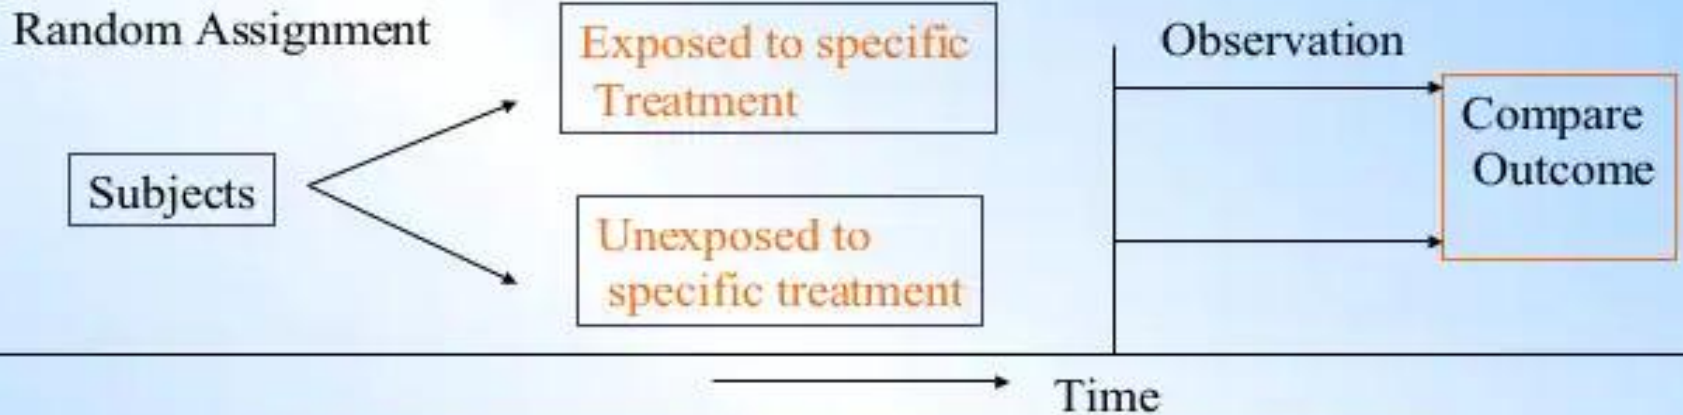 Random Assignment
Exposed to specific
Treatment
Observation
Compare
Outcome
Subjects
Unexposed to
specific treatment
Time